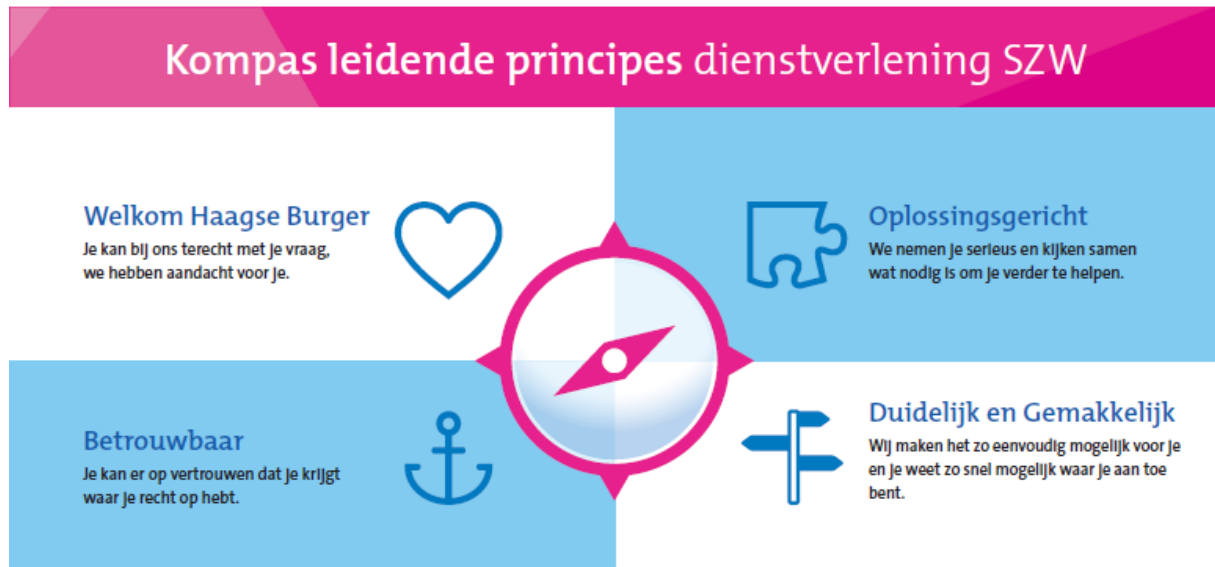 Kompas leidende principes dienstverlening SZW
Welkom Haagse Burger
Je kan bij ons terecht met je vraag,
we hebben aandacht voor je.
Oplossingsgericht
We nemen je serieus en kijken samen
wat nodig is om je verder te helpen.
Betrouwbaar
Je kan er op vertrouwen dat je krijgt
waar je recht op hebt.
Duidelijk en Gemakkelijk
Wij maken het zo eenvoudig mogelijk voor je
en je weet zo snel mogelijk waar je aan toe
bent.